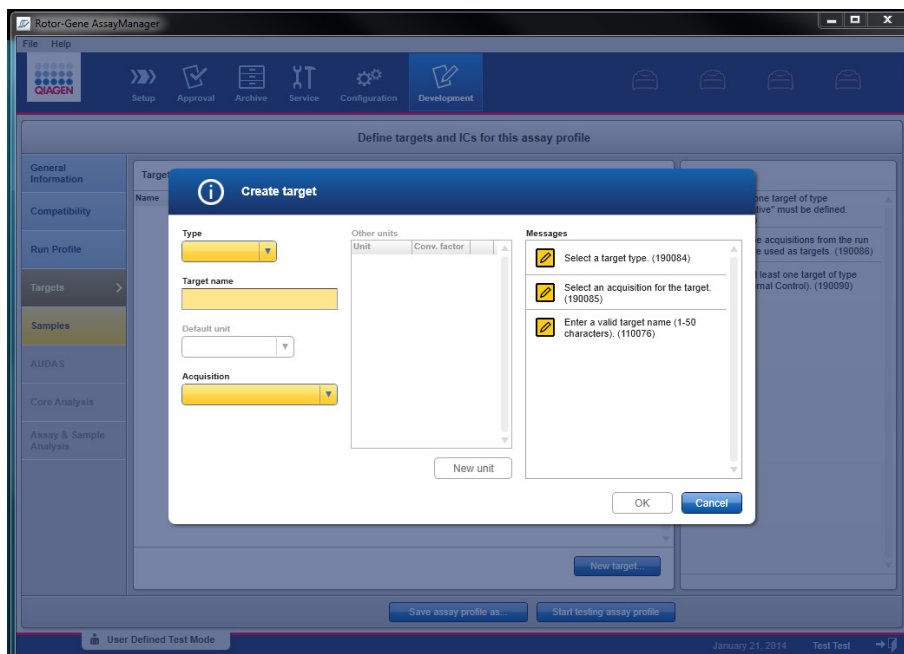 Rotor-Gene AssayManager
File Help
QIAGEN
Setup Approval Archive Service Configuration Development
Define targets and ICs for this assay profile
General
Information
Compatibility
Run Profile
Targets
Samples
AUDAS
Core Analysis
Assay & Sample
Analysis
Name
Create target
Type
Target name
Default unit
Acquisition
Other units
Unit Conv. factor
New unit
Messages
Select a target type. (190084)
Select an acquisition for the target.
(190085)
Enter a valid target name (1-50
characters). (110076)
OK Cancel
one target of type
must be defined.
acquisitions from the run
used as targets. (190086)
least one target of type
Control). (190090)
New target...
Save assay profile as... Start testing assay profile
User Defined Test Mode
January 21, 2014 Test Test